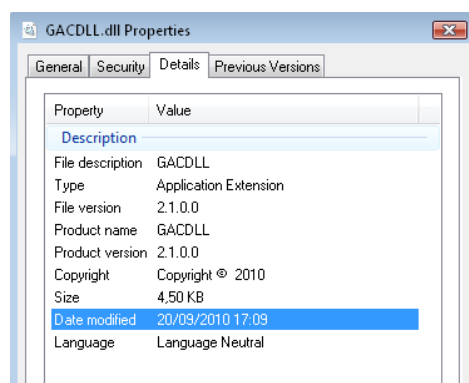 GACDLL.dll Properties
General Security Details Previous Versions
Property Value
Description
File description GACDLL
Type Application Extension
File version 2.1.0.0
Product name GACDLL
Product version 2.1.0.0
Copyright Copyright © 2010
Size 4,50 KB
Date modified 20/09/2010 17:09
Language Language Neutral